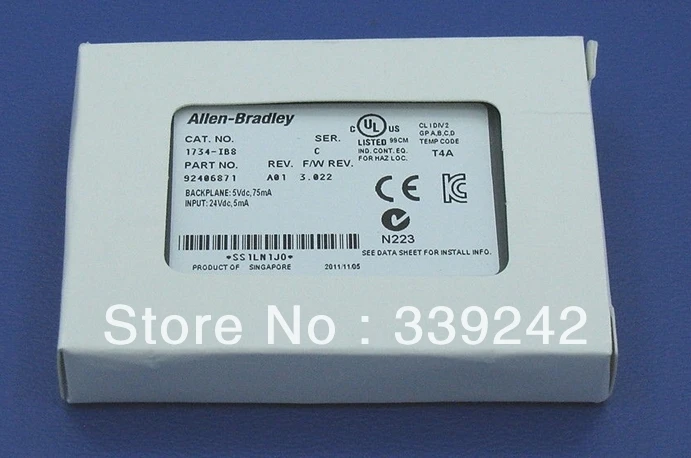 Allen-Bradley
CAT. NO. SER.
1734-IB8 C
PART NO. REV. F/W REV.
92406871 A01 3.022
BACKPLANE: 5Vdc, 75mA
INPUT: 24Vdc, 5mA
C UL US
LISTED 99CM
IND. CONT. EQ.
FOR HAZ LOC.
CL I DIV 2
GP A,B,C,D
TEMP CODE
T4A
CE
N223
*SS1LN1J0*
SEE DATA SHEET FOR INSTALL INFO.
PRODUCT OF SINGAPORE 2011/11/05
Store No : 339242